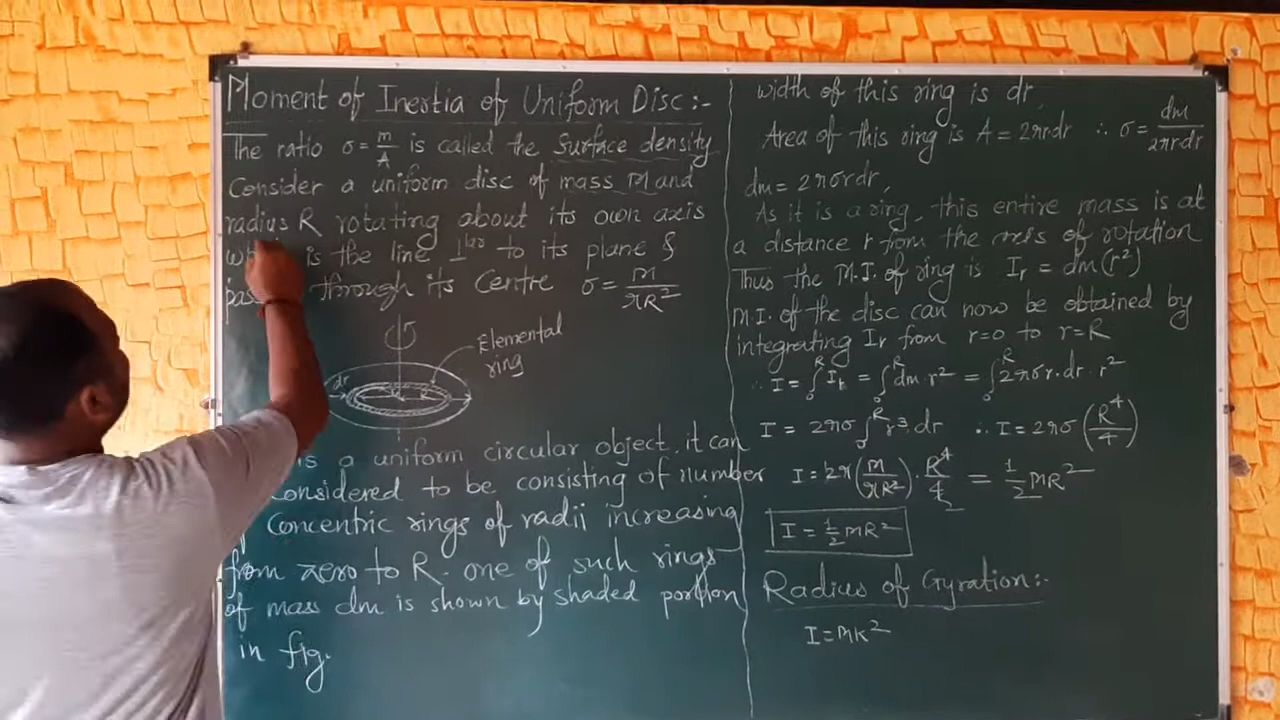 Moment of Inertia of Uniform Disc:-
The ratio σ = m/A is called the Surface density
Consider a uniform disc of mass M and
radius R rotating about its own axis
is the line ⊥lar to its plane &
through its Centre σ = M/πR²
Elemental
ring
dr
R
is a uniform circular object, it can
considered to be consisting of number
of Concentric rings of radii increasing
from zero to R. one of such rings
of mass dm is shown by shaded portion
in fig.
width of this ring is dr,
Area of this ring is A = 2πrdr ∴ σ = dm/2πrdr
dm = 2πσrdr,
As it is a ring, this entire mass is at
a distance r from the axis of rotation
Thus the M.I. of ring is Ir = dm(r²)
M.I. of the disc can now be obtained by
integrating Ir from r=0 to r=R
∴ I = ∫₀ᴿ Ir = ∫₀ᴿ dm r² = ∫₀ᴿ 2πσr·dr·r²
I = 2πσ ∫₀ᴿ r³ dr ∴ I = 2πσ (R⁴/4)
I = 2π (M/πR²) · R⁴/4 2 = 1/2 MR²
I = 1/2 MR²
Radius of Gyration:-
I = MK²